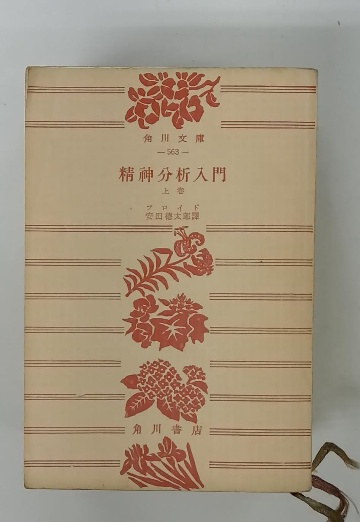 角川文庫
—563—
精神分析入門
上巻
フロイド
安田徳太郎譯
角川書店